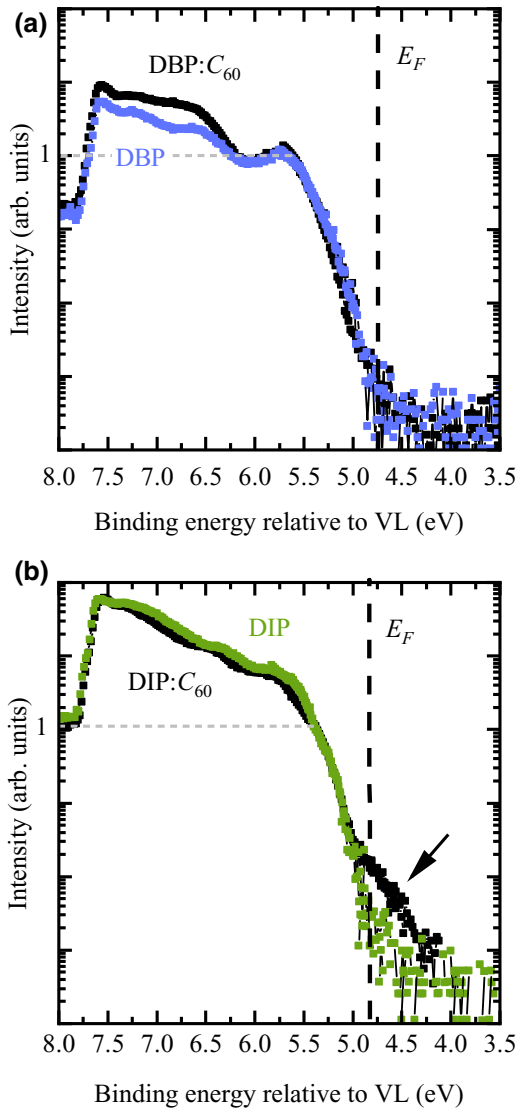 (a)
DBP:C60
E_F
1
DBP
Intensity (arb. units)
8.0 7.5 7.0 6.5 6.0 5.5 5.0 4.5 4.0 3.5
Binding energy relative to VL (eV)
(b)
DIP
E_F
DIP:C60
1
Intensity (arb. units)
8.0 7.5 7.0 6.5 6.0 5.5 5.0 4.5 4.0 3.5
Binding energy relative to VL (eV)